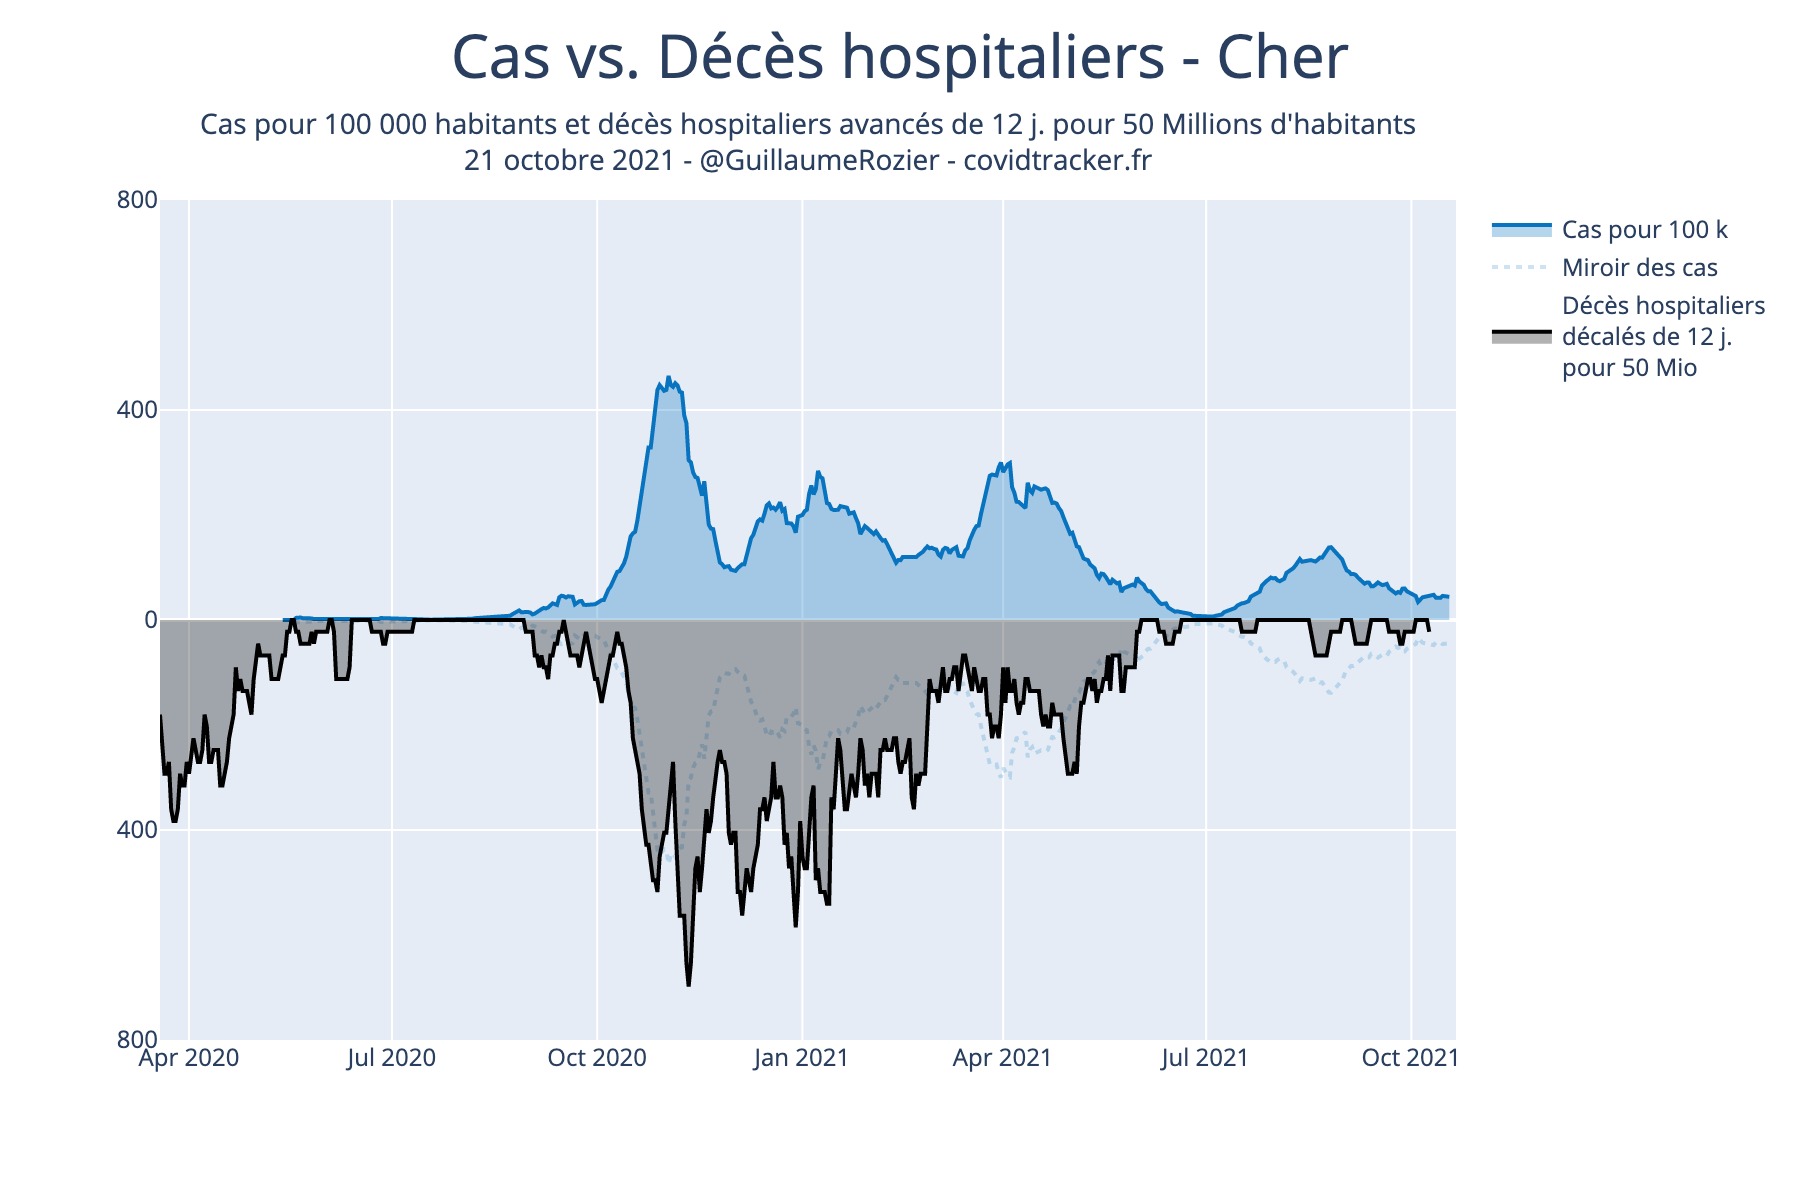 Cas vs. Décès hospitaliers - Cher
Cas pour 100 000 habitants et décès hospitaliers avancés de 12 j. pour 50 Millions d'habitants
21 octobre 2021 - @GuillaumeRozier - covidtracker.fr
800
400
0
400
800
Apr 2020
Jul 2020
Oct 2020
Jan 2021
Apr 2021
Jul 2021
Oct 2021
Cas pour 100 k
Miroir des cas
Décès hospitaliers
décalés de 12 j.
pour 50 Mio